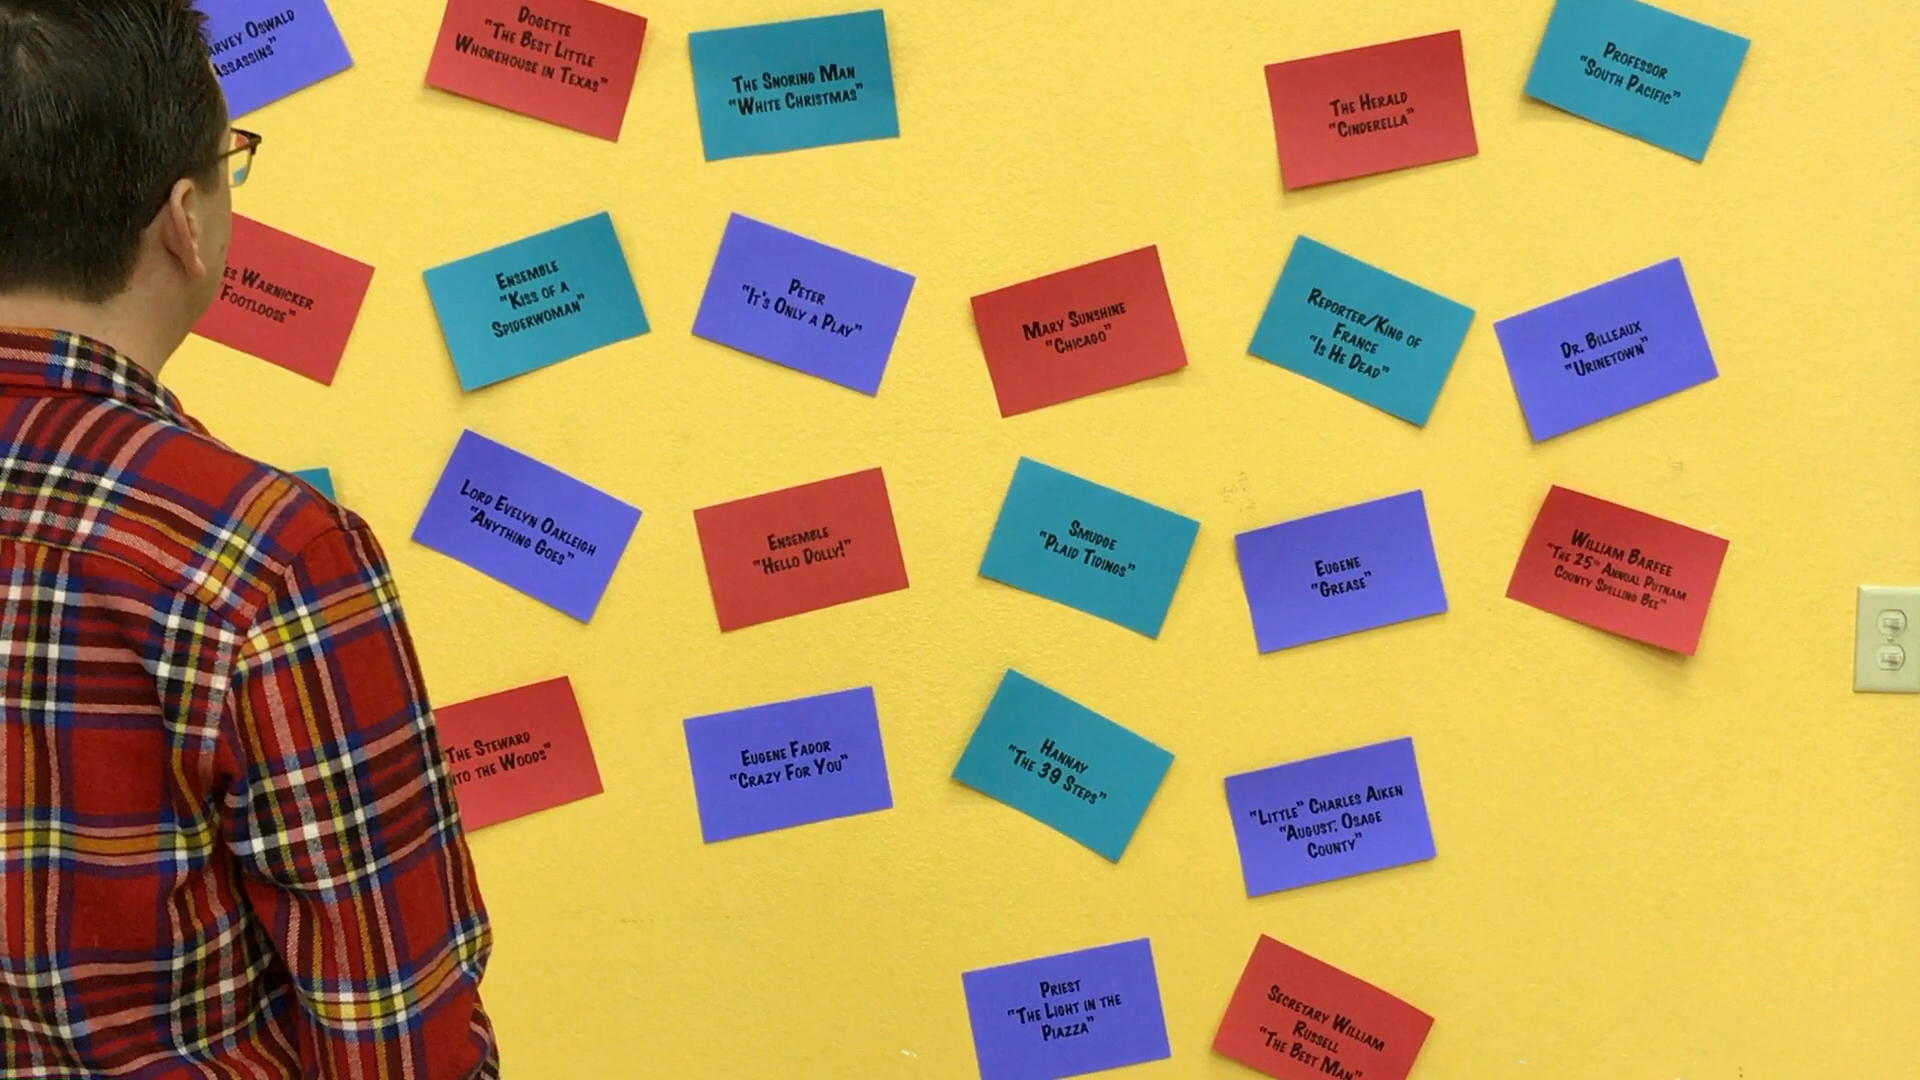 Oswald
Assassins"
Dogette
"The Best Little
Whorehouse in Texas"
The Snoring Man
"White Christmas"
The Herald
"Cinderella"
Professor
"South Pacific"
Warnicker
Footloose"
Ensemble
"Kiss of a
Spiderwoman"
Peter
"It's Only a Play"
Mary Sunshine
"Chicago"
Reporter/King of
France
"Is He Dead"
Dr. Billeaux
"Urinetown"
Lord Evelyn Oakleigh
"Anything Goes"
Ensemble
"Hello Dolly!"
Smudge
"Plaid Tidings"
Eugene
"Grease"
William Barfee
"The 25th Annual Putnam
County Spelling Bee"
The Steward
the Woods"
Eugene Fador
"Crazy For You"
Hannay
"The 39 Steps"
"Little" Charles Aiken
"August: Osage
County"
Priest
"The Light in the
Piazza"
Secretary William
Russell
"The Best Man"